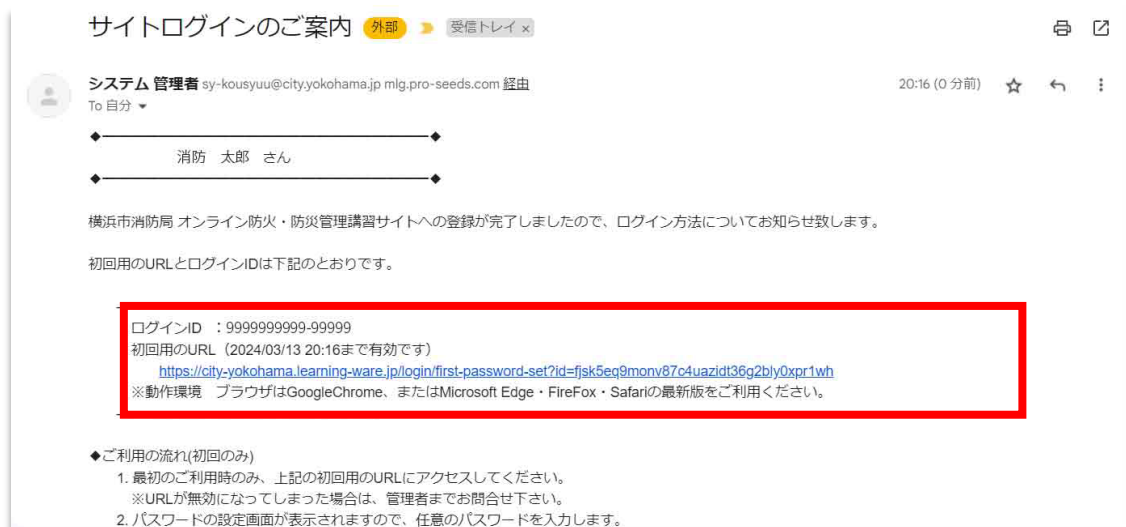 サイトログインのご案内 外部 受信トレイ ×
システム 管理者 sy-kousyuu@city.yokohama.jp mlg.pro-seeds.com 経由 20:16 (0 分前)
To 自分
◆━━━━━━━━━━━━━━━━━━━━━━━◆
消防 太郎 さん
◆━━━━━━━━━━━━━━━━━━━━━━━◆
横浜市消防局 オンライン防火・防災管理講習サイトへの登録が完了しましたので、ログイン方法についてお知らせ致します。
初回用のURLとログインIDは下記のとおりです。
ログインID ：9999999999-99999
初回用のURL（2024/03/13 20:16まで有効です）
https://city-yokohama.learning-ware.jp/login/first-password-set?id=fjsk5eq9monv87c4uazidt36g2bly0xpr1wh
※動作環境 ブラウザはGoogleChrome、またはMicrosoft Edge・FireFox・Safariの最新版をご利用ください。
◆ご利用の流れ(初回のみ)
1. 最初のご利用時のみ、上記の初回用のURLにアクセスしてください。
※URLが無効になってしまった場合は、管理者までお問合せ下さい。
2. パスワードの設定画面が表示されますので、任意のパスワードを入力します。